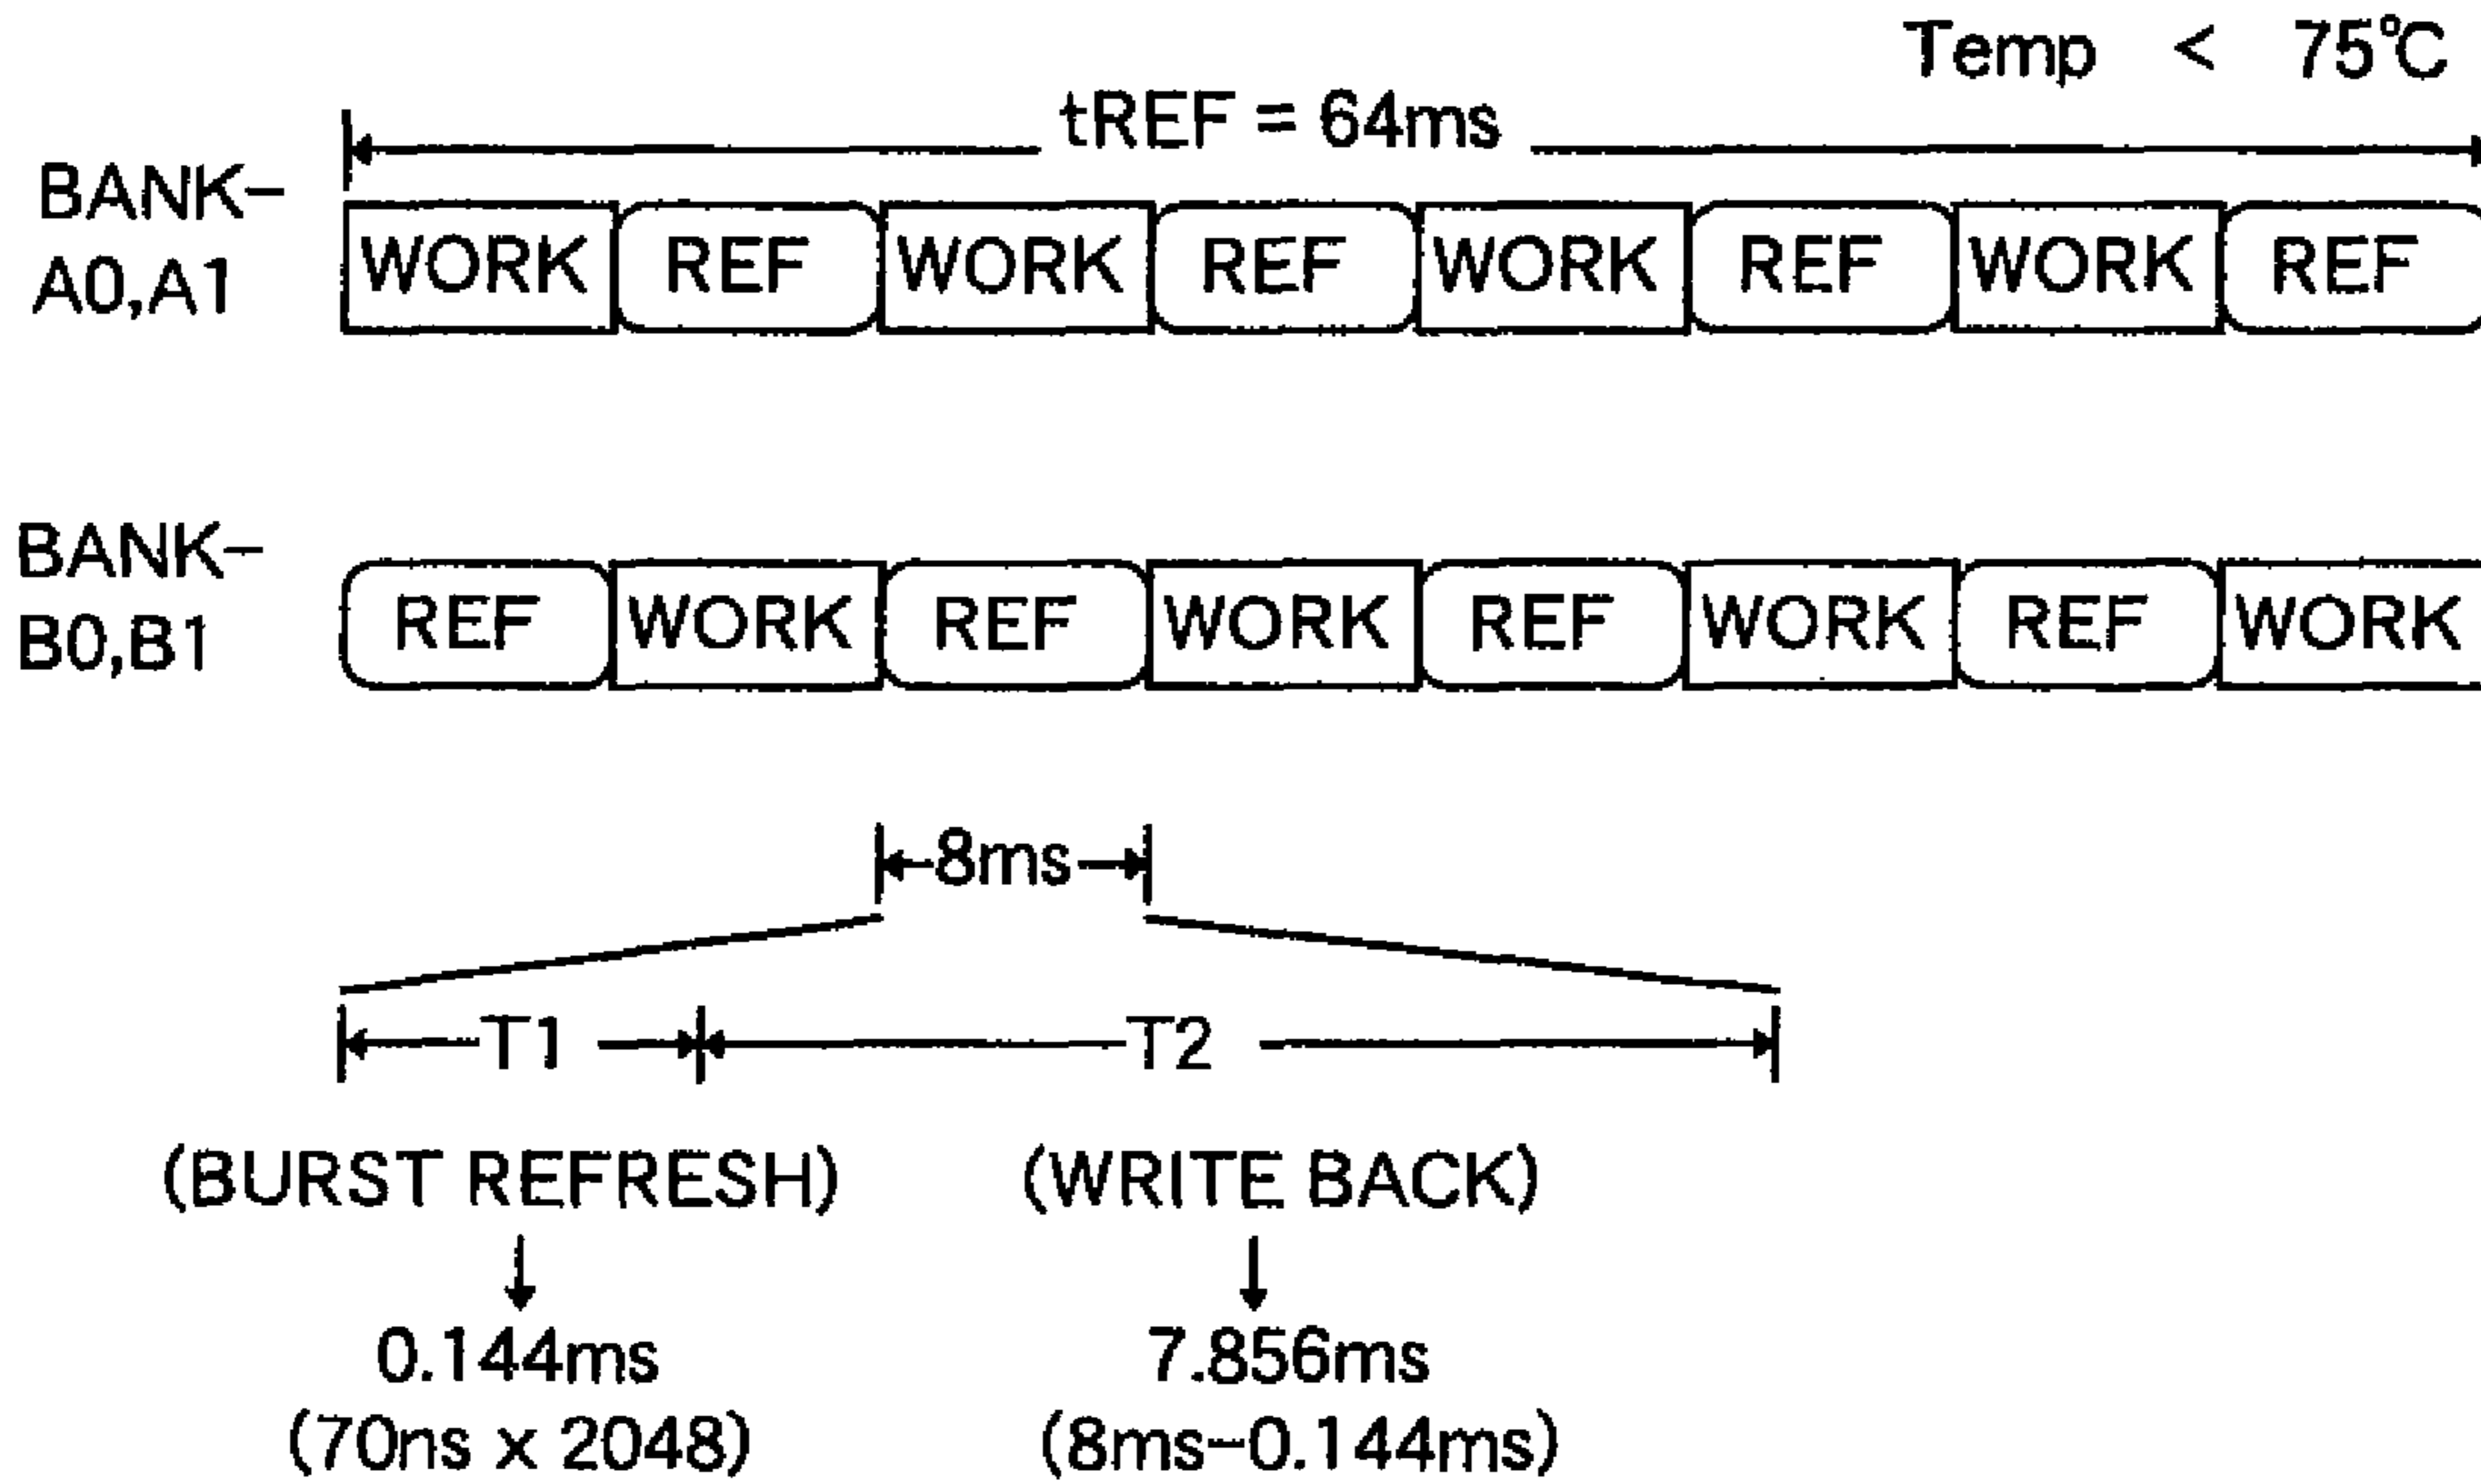 Temp < 75°C
tREF = 64ms
BANK-
A0,A1
WORK REF WORK REF WORK REF WORK REF
BANK-
B0,B1
REF WORK REF WORK REF WORK REF WORK
8ms
T1 T2
(BURST REFRESH) (WRITE BACK)
0.144ms 7.856ms
(70ns x 2048) (8ms-0.144ms)